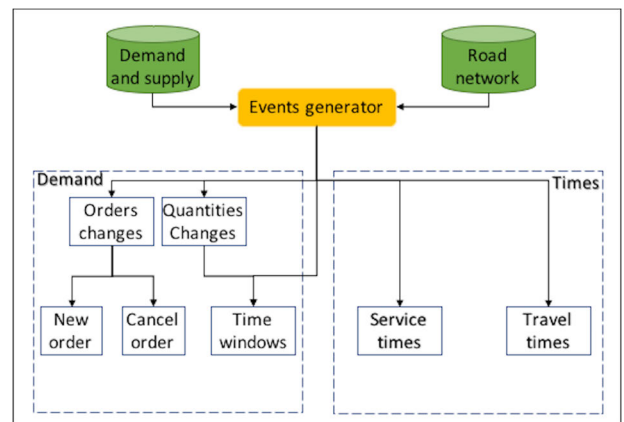 Demand
and supply
Road
network
Events generator
Demand
Times
Orders
changes
Quantities
Changes
New
order
Cancel
order
Time
windows
Service
times
Travel
times